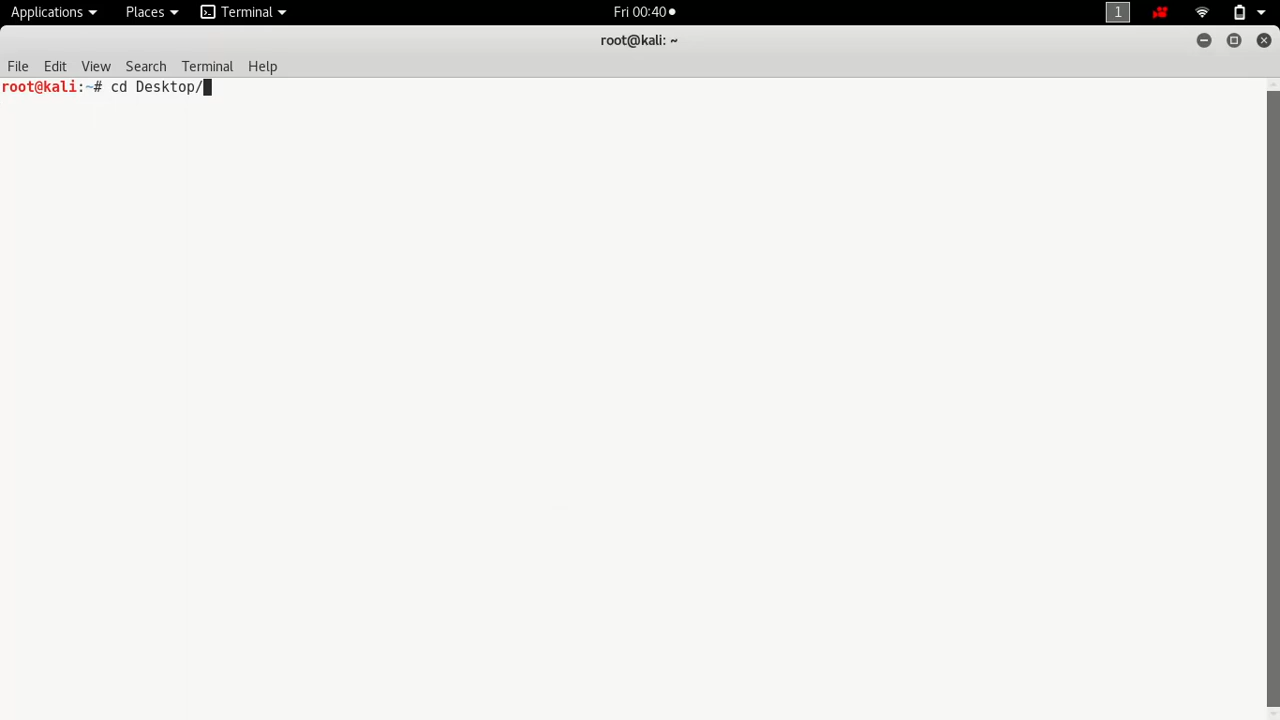 Applications Places Terminal Fri 00:40 1
root@kali: ~
File Edit View Search Terminal Help
root@kali:~# cd Desktop/